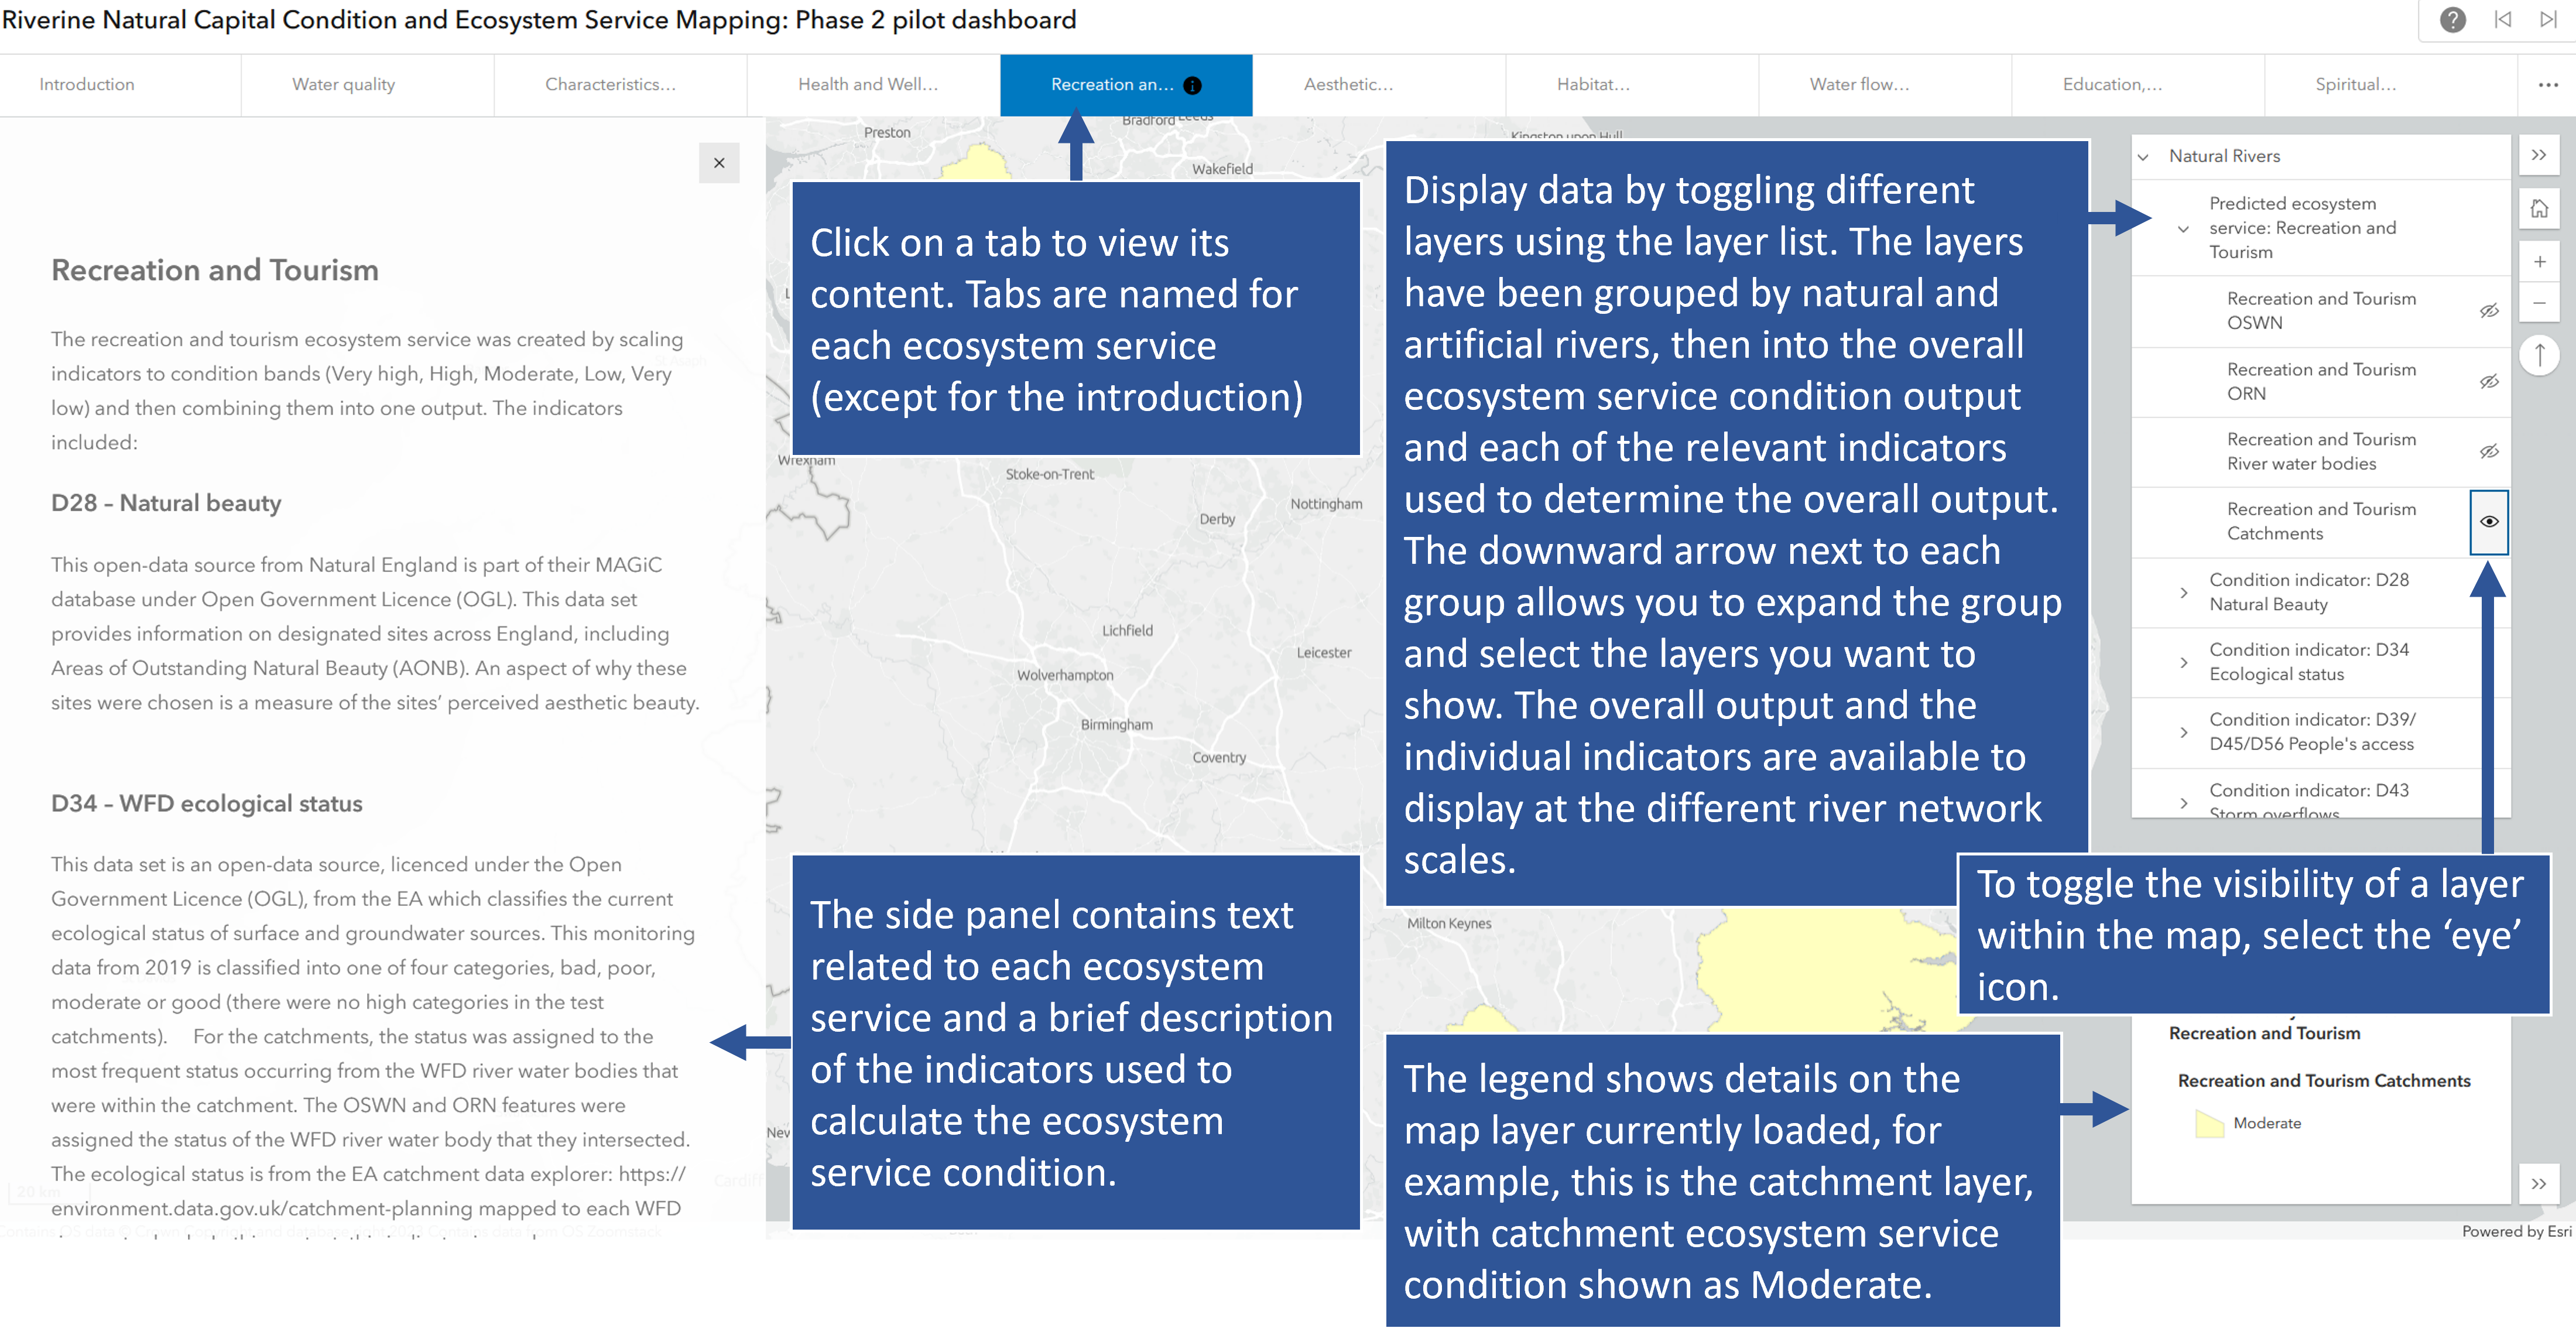 Riverine Natural Capital Condition and Ecosystem Service Mapping: Phase 2 pilot dashboard
Introduction
Water quality
Characteristics...
Health and Well...
Recreation an...
Aesthetic...
Habitat...
Water flow...
Education,...
Spiritual...
Recreation and Tourism
The recreation and tourism ecosystem service was created by scaling
indicators to condition bands (Very high, High, Moderate, Low, Very
low) and then combining them into one output. The indicators
included:
D28 – Natural beauty
This open-data source from Natural England is part of their MAGiC
database under Open Government Licence (OGL). This data set
provides information on designated sites across England, including
Areas of Outstanding Natural Beauty (AONB). An aspect of why these
sites were chosen is a measure of the sites’ perceived aesthetic beauty.
D34 – WFD ecological status
This data set is an open-data source, licenced under the Open
Government Licence (OGL), from the EA which classifies the current
ecological status of surface and groundwater sources. This monitoring
data from 2019 is classified into one of four categories, bad, poor,
moderate or good (there were no high categories in the test
catchments). For the catchments, the status was assigned to the
most frequent status occurring from the WFD river water bodies that
were within the catchment. The OSWN and ORN features were
assigned the status of the WFD river water body that they intersected.
The ecological status is from the EA catchment data explorer: https://
environment.data.gov.uk/catchment-planning mapped to each WFD
20 km
Preston
Bradford
Leeds
Wakefield
Kingston upon Hull
Click on a tab to view its
content. Tabs are named for
each ecosystem service
(except for the introduction)
Wrexham
Stoke-on-Trent
Nottingham
Derby
Lichfield
Leicester
Wolverhampton
Birmingham
Coventry
Milton Keynes
Cardiff
The side panel contains text
related to each ecosystem
service and a brief description
of the indicators used to
calculate the ecosystem
service condition.
Display data by toggling different
layers using the layer list. The layers
have been grouped by natural and
artificial rivers, then into the overall
ecosystem service condition output
and each of the relevant indicators
used to determine the overall output.
The downward arrow next to each
group allows you to expand the group
and select the layers you want to
show. The overall output and the
individual indicators are available to
display at the different river network
scales.
Natural Rivers
Predicted ecosystem
service: Recreation and
Tourism
Recreation and Tourism
OSWN
Recreation and Tourism
ORN
Recreation and Tourism
River water bodies
Recreation and Tourism
Catchments
Condition indicator: D28
Natural Beauty
Condition indicator: D34
Ecological status
Condition indicator: D39/
D45/D56 People's access
Condition indicator: D43
Storm overflows
To toggle the visibility of a layer
within the map, select the ‘eye’
icon.
The legend shows details on the
map layer currently loaded, for
example, this is the catchment layer,
with catchment ecosystem service
condition shown as Moderate.
Recreation and Tourism
Recreation and Tourism Catchments
Moderate
Powered by Esri